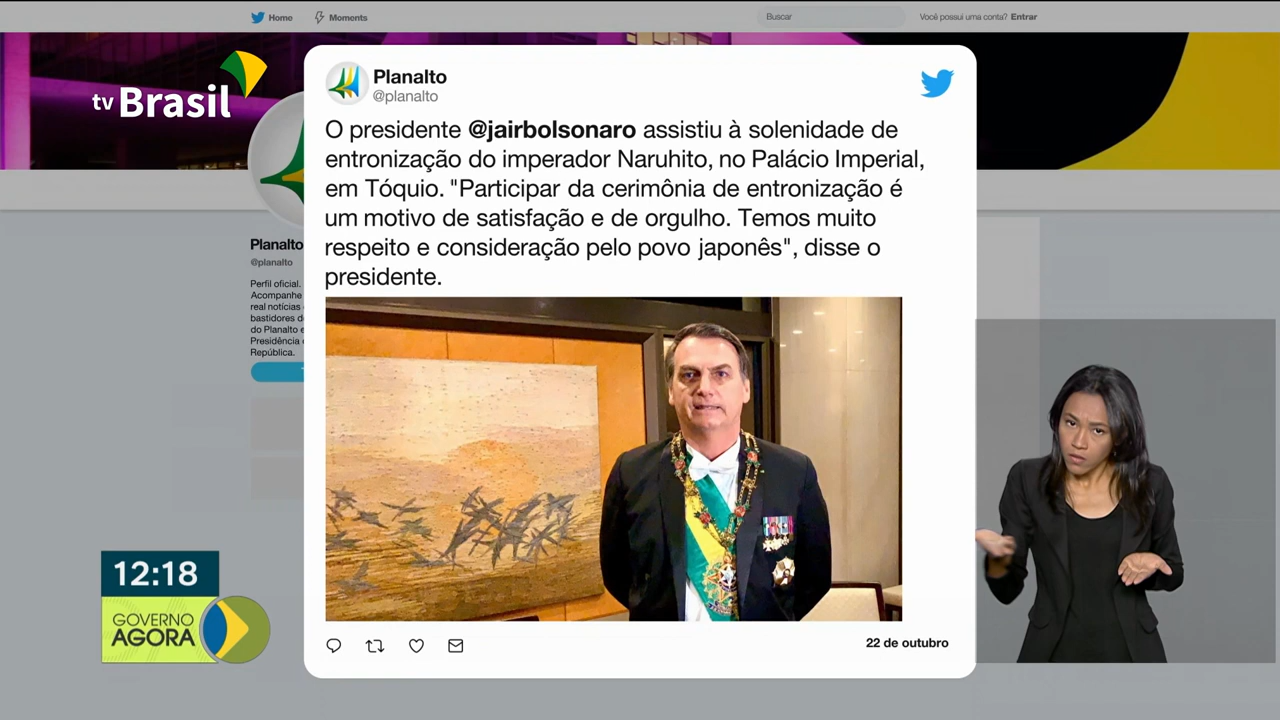 Home
Moments
Buscar
Você possui uma conta? Entrar
tv Brasil
Planalto
@planalto
O presidente @jairbolsonaro assistiu à solenidade de
entronização do imperador Naruhito, no Palácio Imperial,
em Tóquio. "Participar da cerimônia de entronização é
um motivo de satisfação e de orgulho. Temos muito
respeito e consideração pelo povo japonês", disse o
presidente.
22 de outubro
Planalto
@planalto
Perfil oficial.
Acompanhe
real notícias
bastidores d
do Planalto e
Presidência
República.
12:18
GOVERNO
AGORA